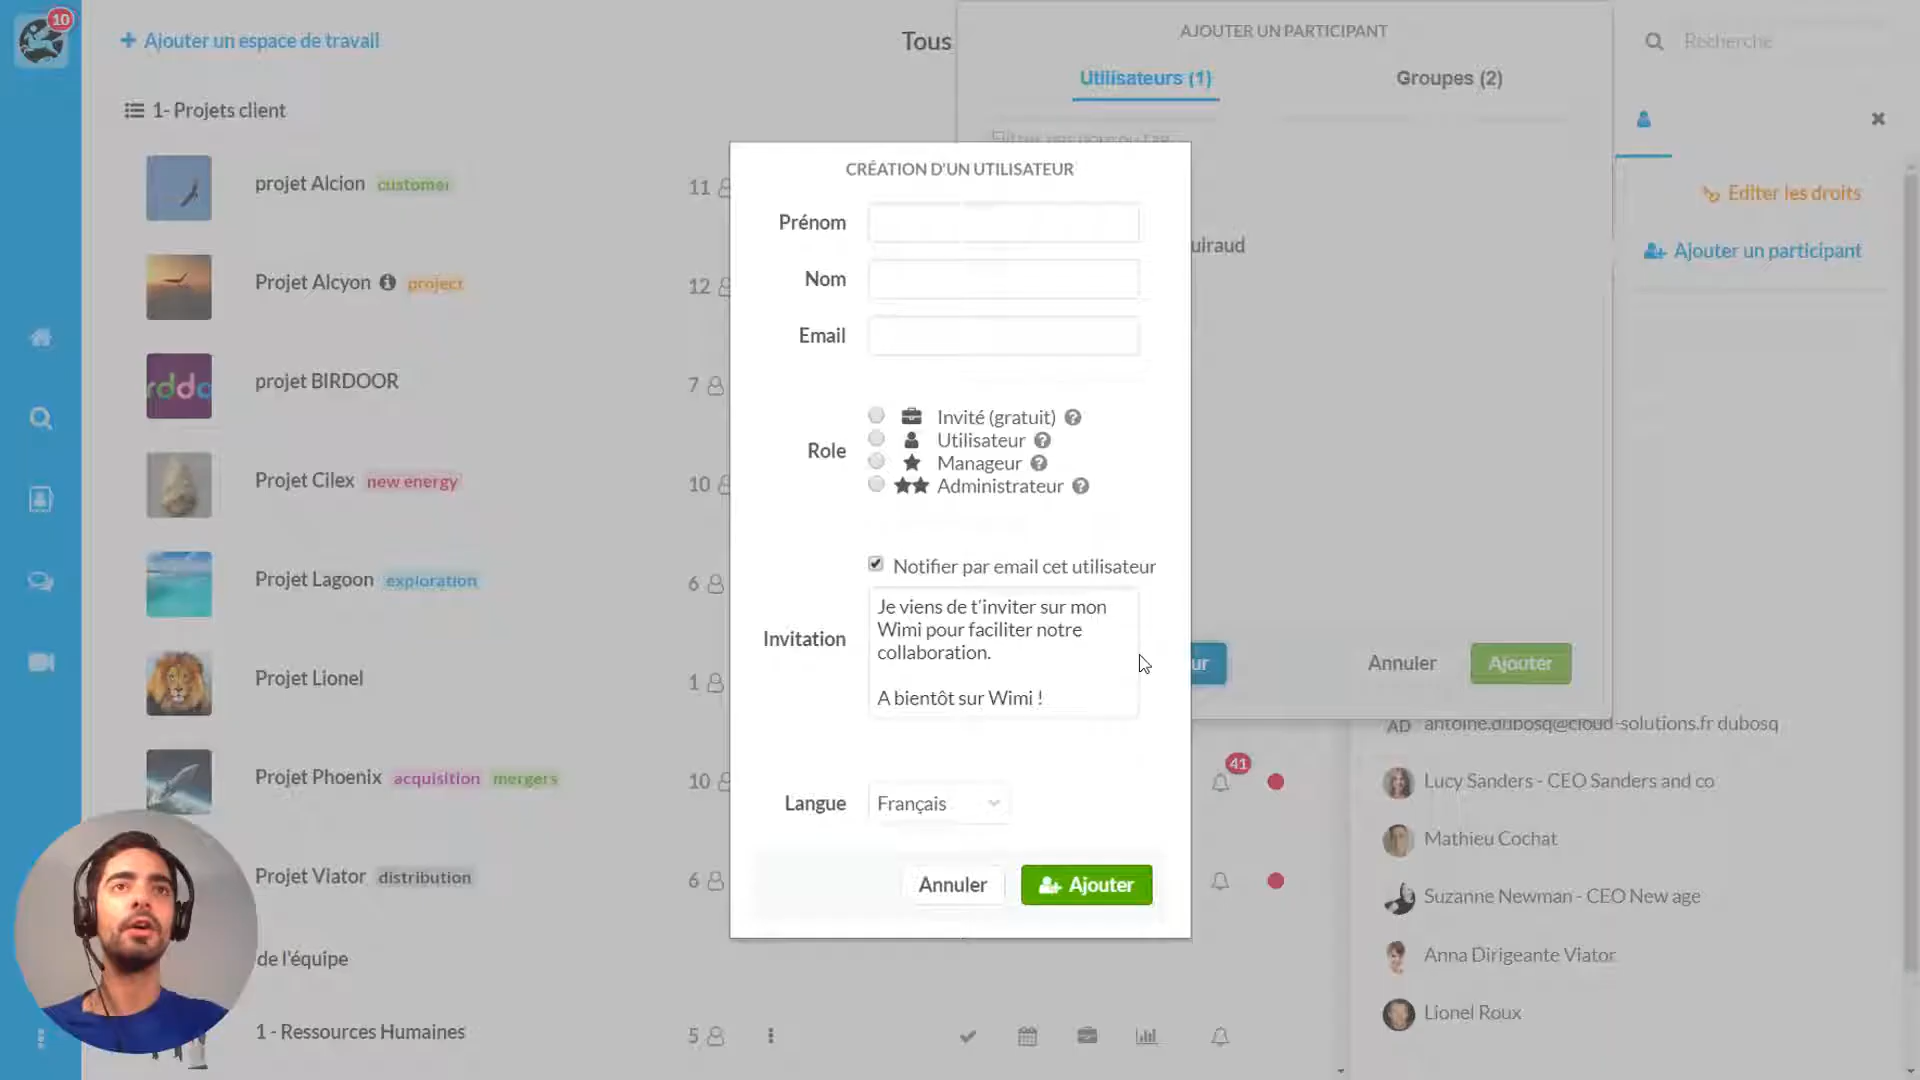 10
Ajouter un espace de travail
Tous
1- Projets client
projet Alcion customer
11
Projet Alcyon project
12
projet BIRDOOR
7
Projet Cilex new energy
10
Projet Lagoon exploration
6
Projet Lionel
1
Projet Phoenix acquisition mergers
10
Projet Viator distribution
6
de l'équipe
1 - Ressources Humaines
5
AJOUTER UN PARTICIPANT
Utilisateurs (1)
Groupes (2)
uiraud
ur
Annuler
Ajouter
CRÉATION D'UN UTILISATEUR
Prénom
Nom
Email
Role
Invité (gratuit)
Utilisateur
Manageur
Administrateur
Notifier par email cet utilisateur
Invitation
Je viens de t'inviter sur mon
Wimi pour faciliter notre
collaboration.
A bientôt sur Wimi !
Langue
Français
Annuler
Ajouter
Recherche
Editer les droits
Ajouter un participant
41
AD antoine.dubosq@cloud-solutions.fr dubosq
Lucy Sanders - CEO Sanders and co
Mathieu Cochat
Suzanne Newman - CEO New age
Anna Dirigeante Viator
Lionel Roux